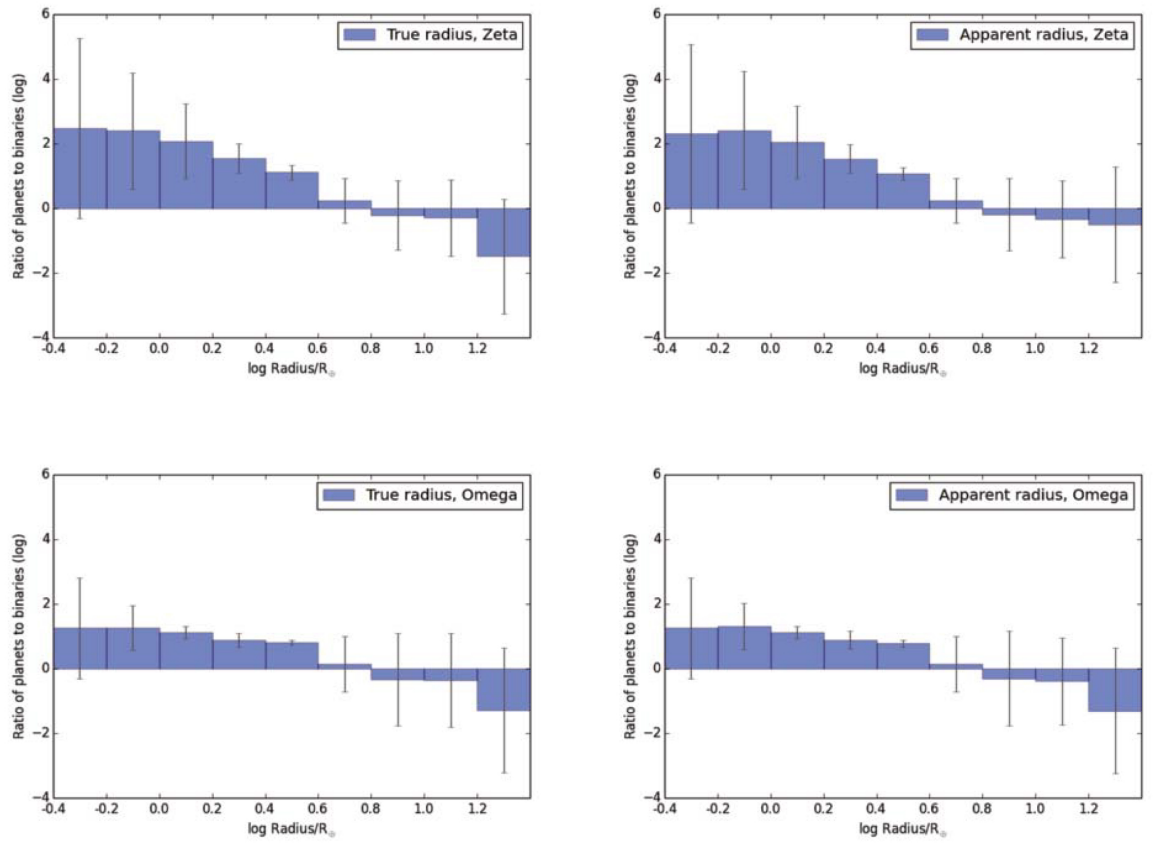 True radius, Zeta
Ratio of planets to binaries (log)
6
4
2
0
−2
−4
-0.4 -0.2 0.0 0.2 0.4 0.6 0.8 1.0 1.2
log Radius/R⊕
Apparent radius, Zeta
Ratio of planets to binaries (log)
6
4
2
0
−2
−4
-0.4 -0.2 0.0 0.2 0.4 0.6 0.8 1.0 1.2
log Radius/R⊕
True radius, Omega
Ratio of planets to binaries (log)
6
4
2
0
−2
−4
-0.4 -0.2 0.0 0.2 0.4 0.6 0.8 1.0 1.2
log Radius/R⊕
Apparent radius, Omega
Ratio of planets to binaries (log)
6
4
2
0
−2
−4
-0.4 -0.2 0.0 0.2 0.4 0.6 0.8 1.0 1.2
log Radius/R⊕